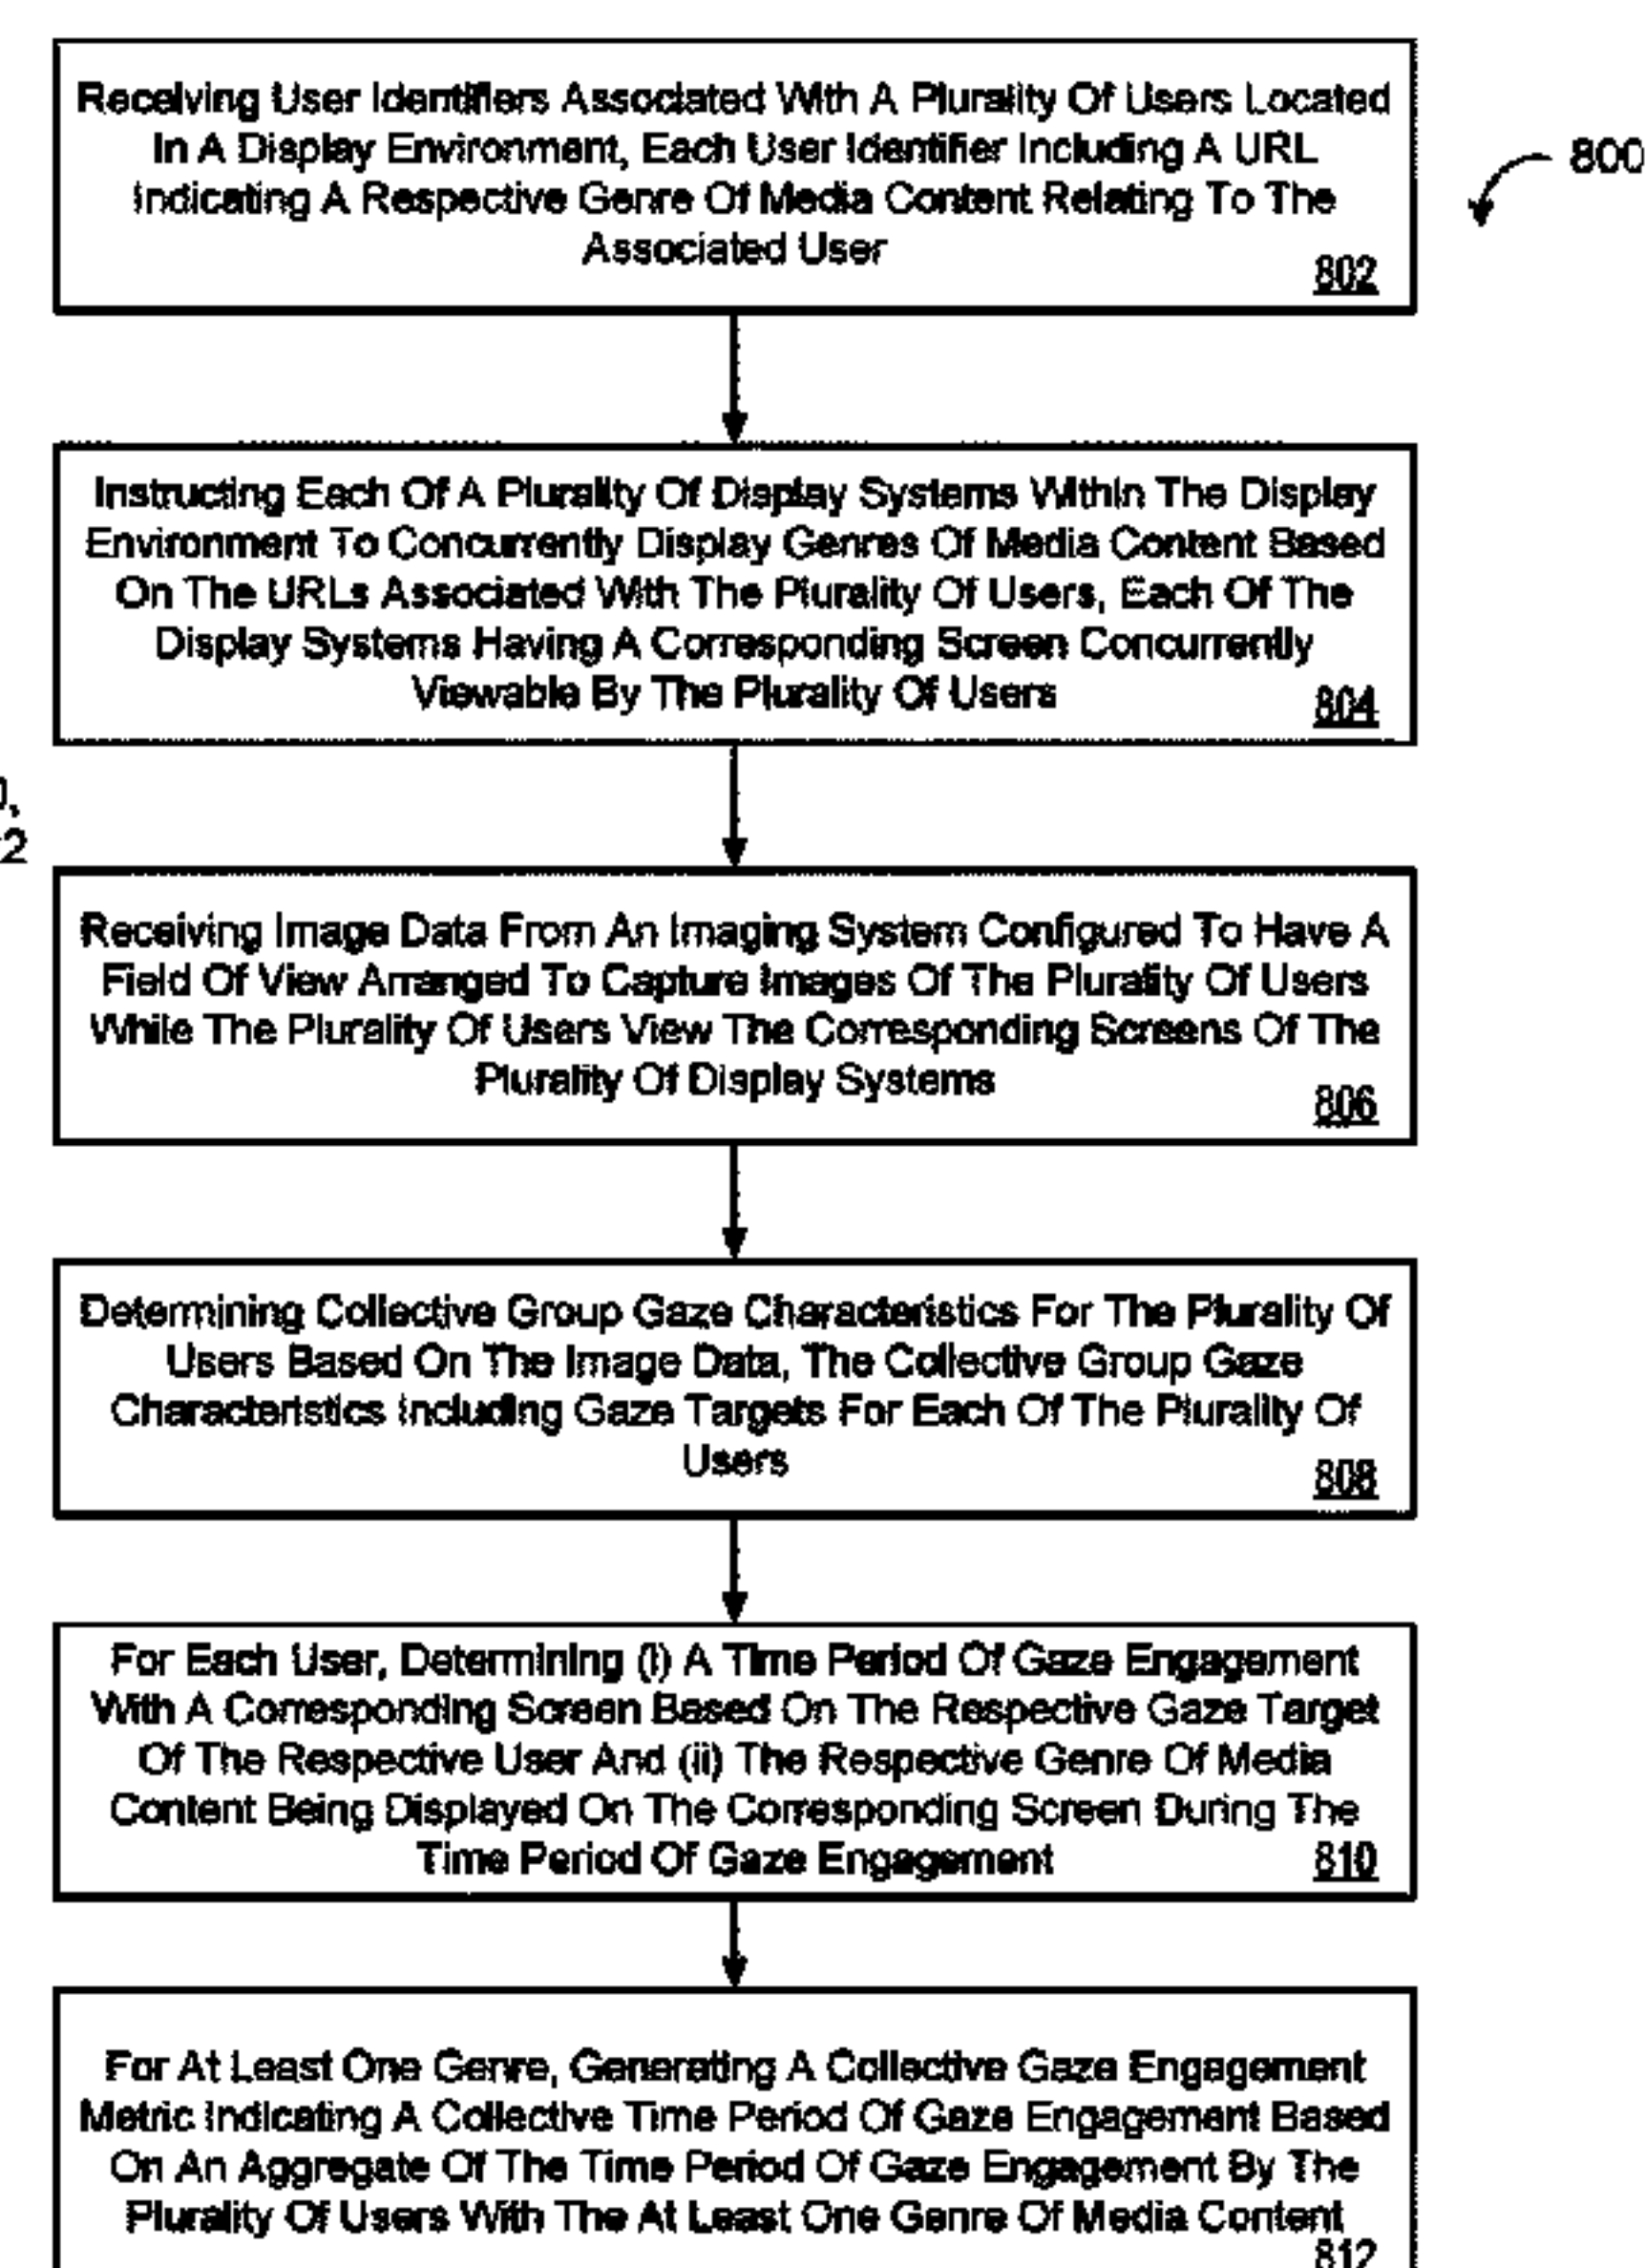 Receiving User Identifiers Associated With A Plurality Of Users Located
In A Display Environment, Each User Identifier Including A URL
Indicating A Respective Genre Of Media Content Relating To The
Associated User
802
800
Instructing Each Of A Plurality Of Display Systems Within The Display
Environment To Concurrently Display Genres Of Media Content Based
On The URLs Associated With The Plurality Of Users, Each Of The
Display Systems Having A Corresponding Screen Concurrently
Viewable By The Plurality Of Users
804
Receiving Image Data From An Imaging System Configured To Have A
Field Of View Arranged To Capture Images Of The Plurality Of Users
While The Plurality Of Users View The Corresponding Screens Of The
Plurality Of Display Systems
806
Determining Collective Group Gaze Characteristics For The Plurality Of
Users Based On The Image Data, The Collective Group Gaze
Characteristics Including Gaze Targets For Each Of The Plurality Of
Users
808
For Each User, Determining (i) A Time Period Of Gaze Engagement
With A Corresponding Screen Based On The Respective Gaze Target
Of The Respective User And (ii) The Respective Genre Of Media
Content Being Displayed On The Corresponding Screen During The
Time Period Of Gaze Engagement
810
For At Least One Genre, Generating A Collective Gaze Engagement
Metric Indicating A Collective Time Period Of Gaze Engagement Based
On An Aggregate Of The Time Period Of Gaze Engagement By The
Plurality Of Users With The At Least One Genre Of Media Content
812